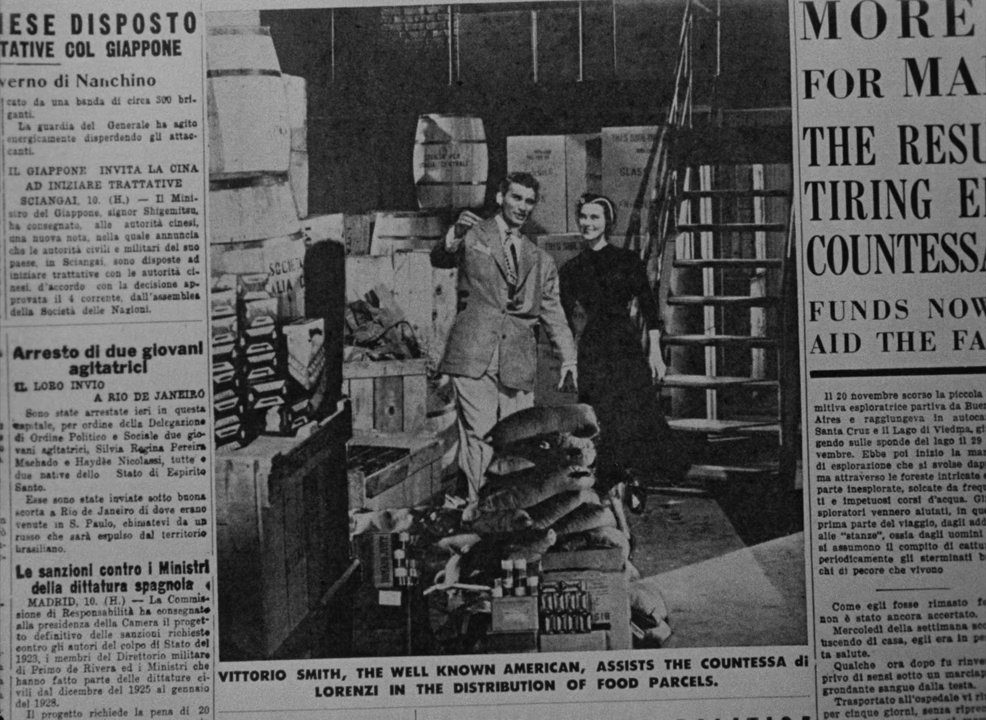 IESE DISPOSTO
TATIVE COL GIAPPONE
verno di Nanchino
cato da una banda di circa 300 bri-
ganti.
La guardia del Generale ha agito
energicamente disperdendo gli attac-
canti.
IL GIAPPONE INVITA LA CINA
AD INIZIARE TRATTATIVE
SCIANGAI, 10. (H.) — Il Mini-
stro del Giappone, signor Shigemitsu,
ha consegnato, alle autorità cinesi,
una nuova nota, nella quale annuncia
che le autorità civili e militari del suo
paese, in Sciangai, sono disposte ad
iniziare trattative con le autorità ci-
nesi, d'accordo con la decisione ap-
provata il 4 corrente, dall'assemblea
della Società delle Nazioni.
Arresto di due giovani
agitatrici
IL LORO INVIO
A RIO DE JANEIRO
Sono state arrestate ieri in questa
capitale, per ordine della Delegazione
di Ordine Politico e Sociale due gio-
vani agitatrici, Silvia Regina Pereira
Machado e Haydèe Nicolassi, tutte e
due native dello Stato di Espirito
Santo.
Esse sono state inviate sotto buona
scorta a Rio de Janeiro di dove erano
venute in S. Paulo, chiamatevi da un
russo che sarà espulso dal territorio
brasiliano.
Le sanzioni contro i Ministri
della dittatura spagnola
MADRID, 10. (H.) — La Commis-
sione di Responsabilità ha consegnato
alla presidenza della Camera il proget-
to definitivo delle sanzioni richieste
contro gli autori del colpo di Stato del
1923, i membri del Direttorio militare
di Primo de Rivera ed i Ministri che
hanno fatto parte delle dittature ci-
vili dal dicembre del 1925 al gennaio
del 1928.
Il progetto richiede la pena di 20
THIS SIDE
GLASS
THIS SIDE
SOCIETA
VITTORIO SMITH, THE WELL KNOWN AMERICAN, ASSISTS THE COUNTESSA di
LORENZI IN THE DISTRIBUTION OF FOOD PARCELS.
MORE
FOR MA
THE RESU
TIRING E
COUNTESSA
FUNDS NOW
AID THE FA
Il 20 novembre scorso la piccola
mitiva esploratrice partiva da Buen
Aires e raggiungeva in autoca
Santa Cruz e il Lago di Viedma, gi
gendo sulle sponde del lago il 29
vembre. Ebbe poi inizio la mar
di esplorazione che si svolse dap
ma attraverso le foreste intricate
parte inesplorate, solcate da frequ
ti e impetuosi corsi d'acqua. Gli
sploratori vennero aiutati, in que
prima parte del viaggio, dagli add
alle "stanze", ossia dagli uomini
si assumono il compito di cattu
periodicamente gli sterminati b
chi di pecore che vivono
Come egli fosse rimasto fe
non è stato ancora accertato.
Mercoledì della settimana sco
uscendo di casa, egli era in pe
ta salute.
Qualche ora dopo fu rinve
privo di sensi sotto un marciap
grondante sangue dalla testa.
Trasportato all'ospedale vi ri
per cinque giorni, senza ripre